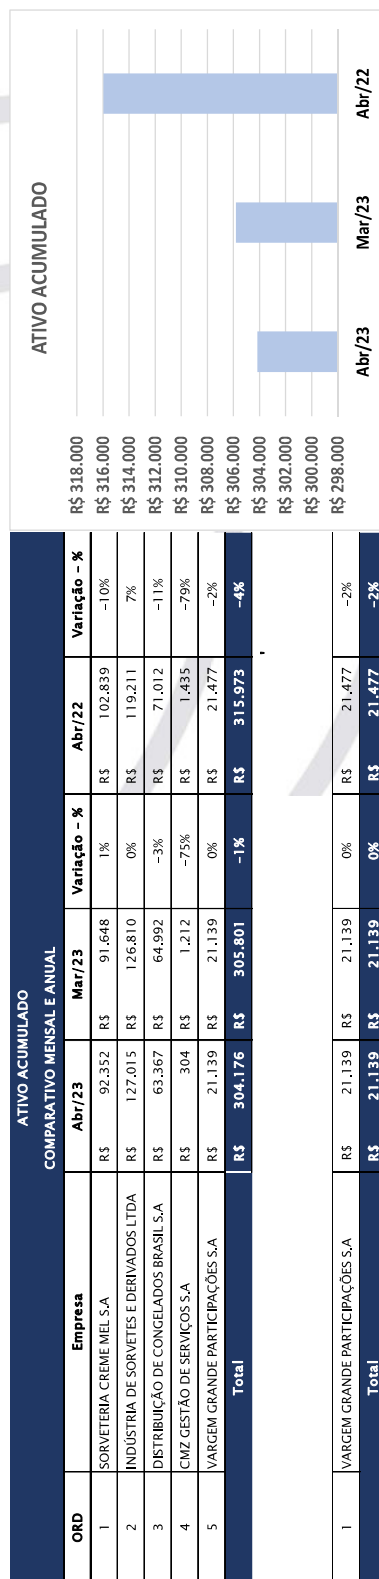 ATIVO ACUMULADO
COMPARATIVO MENSAL E ANUAL
ORD Empresa Abr/23 Mar/23 Variação - % Abr/22 Variação - %
1 SORVETERIA CREME MEL S.A R$ 92.352 R$ 91.648 1% R$ 102.839 -10%
2 INDÚSTRIA DE SORVETES E DERIVADOS LTDA R$ 127.015 R$ 126.810 0% R$ 119.211 7%
3 DISTRIBUIÇÃO DE CONGELADOS BRASIL S.A R$ 63.367 R$ 64.992 -3% R$ 71.012 -11%
4 CMZ GESTÃO DE SERVIÇOS S.A R$ 304 R$ 1.212 -75% R$ 1.435 -79%
5 VARGEM GRANDE PARTICIPAÇÕES S.A R$ 21.139 R$ 21.139 0% R$ 21.477 -2%
Total R$ 304.176 R$ 305.801 -1% R$ 315.973 -4%
1 VARGEM GRANDE PARTICIPAÇÕES S.A R$ 21.139 R$ 21.139 0% R$ 21.477 -2%
Total R$ 21.139 R$ 21.139 0% R$ 21.477 -2%
ATIVO ACUMULADO
R$ 318.000
R$ 316.000
R$ 314.000
R$ 312.000
R$ 310.000
R$ 308.000
R$ 306.000
R$ 304.000
R$ 302.000
R$ 300.000
R$ 298.000
Abr/23 Mar/23 Abr/22